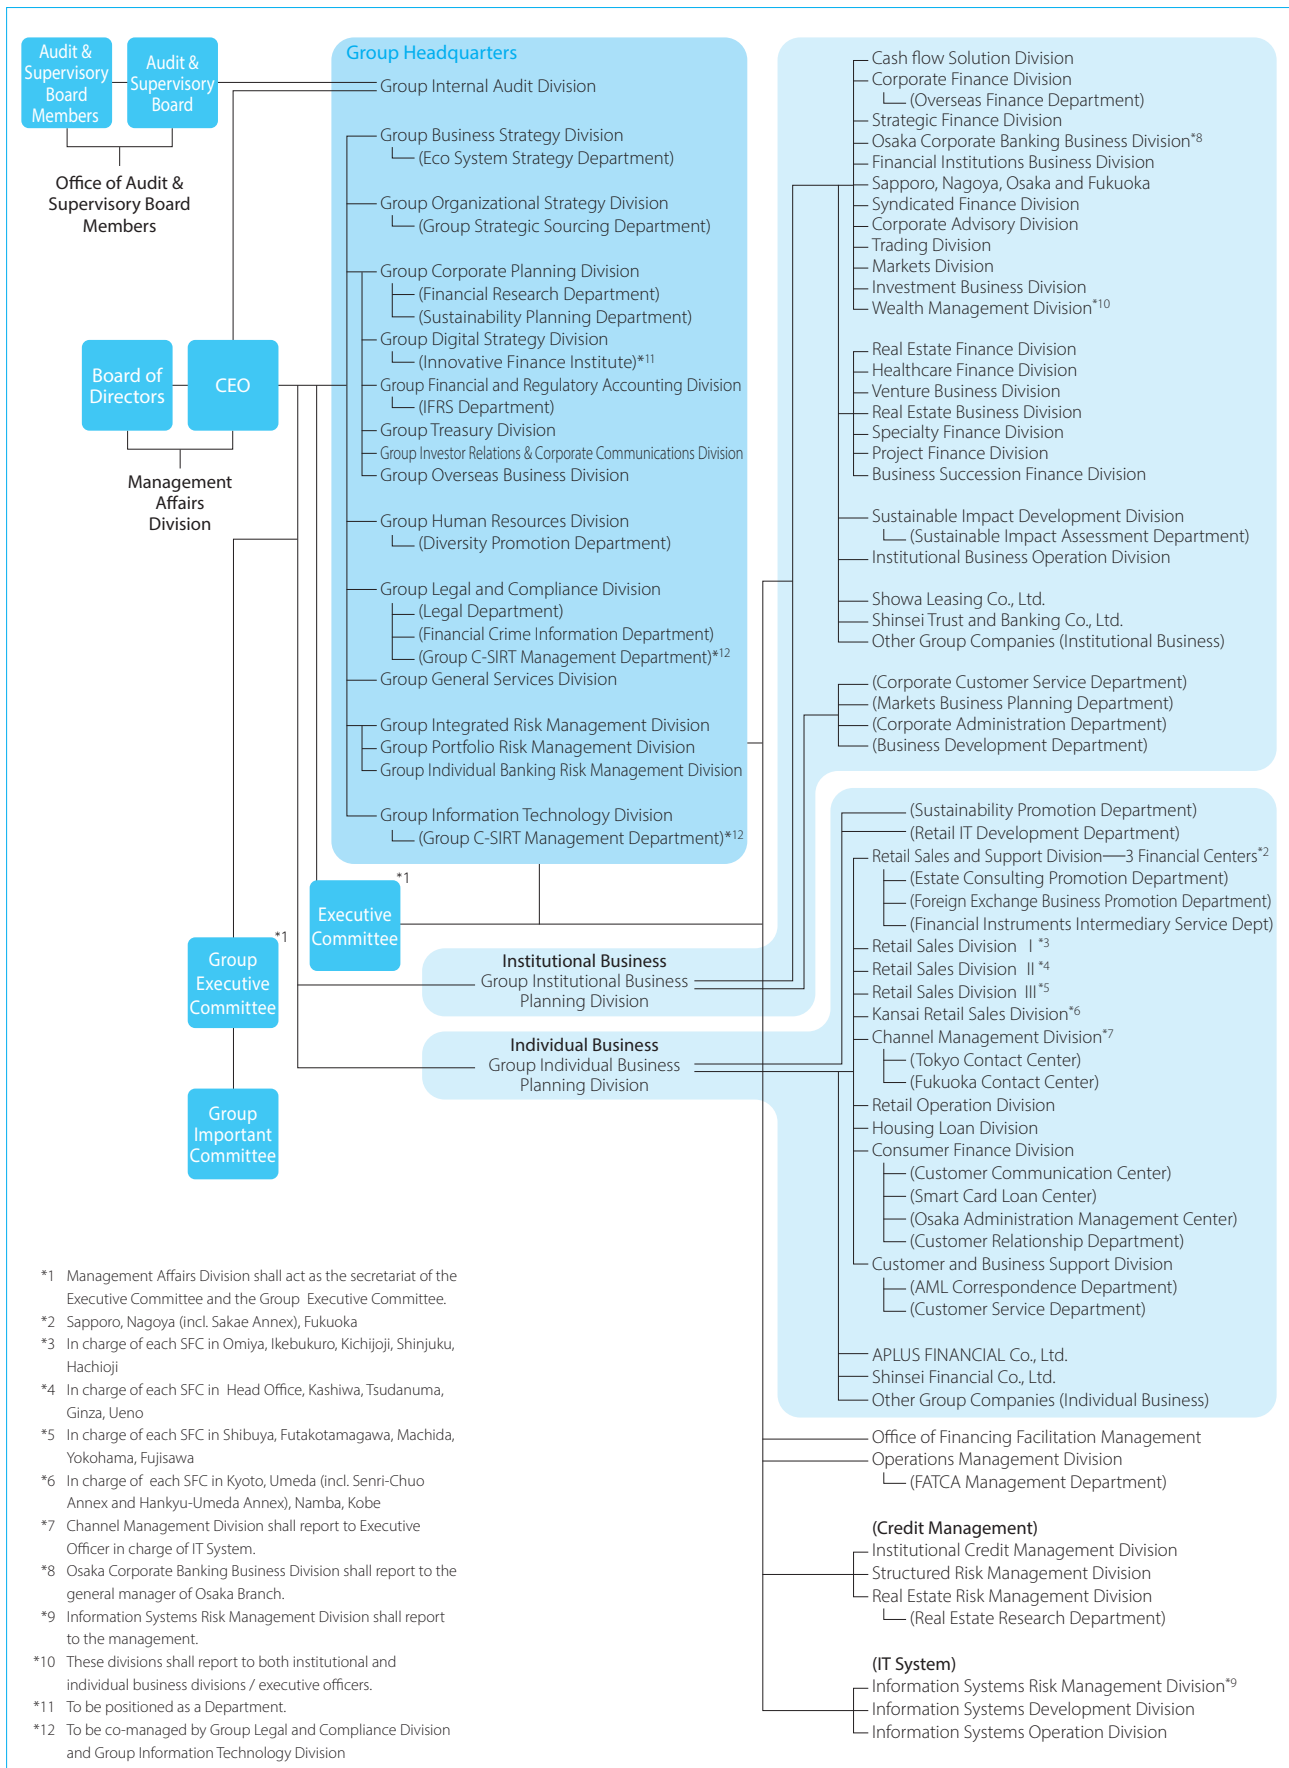 Audit &
Supervisory
Board
Members
Audit &
Supervisory
Board
Office of Audit &
Supervisory Board
Members
Board of
Directors
CEO
Management
Affairs
Division
Group Headquarters
Group Internal Audit Division
Group Business Strategy Division
(Eco System Strategy Department)
Group Organizational Strategy Division
(Group Strategic Sourcing Department)
Group Corporate Planning Division
(Financial Research Department)
(Sustainability Planning Department)
Group Digital Strategy Division
(Innovative Finance Institute)*11
Group Financial and Regulatory Accounting Division
(IFRS Department)
Group Treasury Division
Group Investor Relations & Corporate Communications Division
Group Overseas Business Division
Group Human Resources Division
(Diversity Promotion Department)
Group Legal and Compliance Division
(Legal Department)
(Financial Crime Information Department)
(Group C-SIRT Management Department)*12
Group General Services Division
Group Integrated Risk Management Division
Group Portfolio Risk Management Division
Group Individual Banking Risk Management Division
Group Information Technology Division
(Group C-SIRT Management Department)*12
*1
Executive
Committee
*1
Group
Executive
Committee
Group
Important
Committee
Institutional Business
Group Institutional Business
Planning Division
Individual Business
Group Individual Business
Planning Division
Cash flow Solution Division
Corporate Finance Division
(Overseas Finance Department)
Strategic Finance Division
Osaka Corporate Banking Business Division*8
Financial Institutions Business Division
Sapporo, Nagoya, Osaka and Fukuoka
Syndicated Finance Division
Corporate Advisory Division
Trading Division
Markets Division
Investment Business Division
Wealth Management Division*10
Real Estate Finance Division
Healthcare Finance Division
Venture Business Division
Real Estate Business Division
Specialty Finance Division
Project Finance Division
Business Succession Finance Division
Sustainable Impact Development Division
(Sustainable Impact Assessment Department)
Institutional Business Operation Division
Showa Leasing Co., Ltd.
Shinsei Trust and Banking Co., Ltd.
Other Group Companies (Institutional Business)
(Corporate Customer Service Department)
(Markets Business Planning Department)
(Corporate Administration Department)
(Business Development Department)
(Sustainability Promotion Department)
(Retail IT Development Department)
Retail Sales and Support Division—3 Financial Centers*2
(Estate Consulting Promotion Department)
(Foreign Exchange Business Promotion Department)
(Financial Instruments Intermediary Service Dept)
Retail Sales Division I *3
Retail Sales Division II *4
Retail Sales Division III *5
Kansai Retail Sales Division*6
Channel Management Division*7
(Tokyo Contact Center)
(Fukuoka Contact Center)
Retail Operation Division
Housing Loan Division
Consumer Finance Division
(Customer Communication Center)
(Smart Card Loan Center)
(Osaka Administration Management Center)
(Customer Relationship Department)
Customer and Business Support Division
(AML Correspondence Department)
(Customer Service Department)
APLUS FINANCIAL Co., Ltd.
Shinsei Financial Co., Ltd.
Other Group Companies (Individual Business)
Office of Financing Facilitation Management
Operations Management Division
(FATCA Management Department)
(Credit Management)
Institutional Credit Management Division
Structured Risk Management Division
Real Estate Risk Management Division
(Real Estate Research Department)
(IT System)
Information Systems Risk Management Division*9
Information Systems Development Division
Information Systems Operation Division
*1 Management Affairs Division shall act as the secretariat of the
Executive Committee and the Group Executive Committee.
*2 Sapporo, Nagoya (incl. Sakae Annex), Fukuoka
*3 In charge of each SFC in Omiya, Ikebukuro, Kichijoji, Shinjuku,
Hachioji
*4 In charge of each SFC in Head Office, Kashiwa, Tsudanuma,
Ginza, Ueno
*5 In charge of each SFC in Shibuya, Futakotamagawa, Machida,
Yokohama, Fujisawa
*6 In charge of each SFC in Kyoto, Umeda (incl. Senri-Chuo
Annex and Hankyu-Umeda Annex), Namba, Kobe
*7 Channel Management Division shall report to Executive
Officer in charge of IT System.
*8 Osaka Corporate Banking Business Division shall report to the
general manager of Osaka Branch.
*9 Information Systems Risk Management Division shall report
to the management.
*10 These divisions shall report to both institutional and
individual business divisions / executive officers.
*11 To be positioned as a Department.
*12 To be co-managed by Group Legal and Compliance Division
and Group Information Technology Division